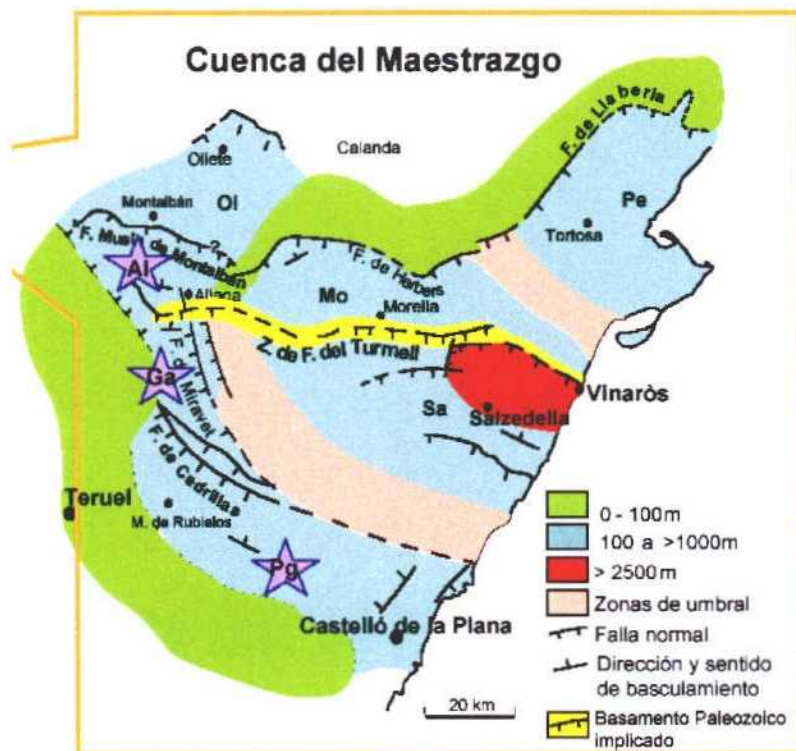 Cuenca del Maestrazgo
F. de Llaberia
Calanda
Oliete
Montalbán
Ol
Pe
Tortosa
F. Muela de Montalbán
?
Al
Aliaga
F. de Herbers
Mo
Morella
Z. de F. del Turmell
Vinaròs
Ga
F. de Miravet
Sa
Salzedella
F. de Cedrillas
Teruel
M. de Rubielos
Pg
Castelló de la Plana
20 km
0 - 100m
100 a >1000m
> 2500m
Zonas de umbral
Falla normal
Dirección y sentido
de basculamiento
Basamento Paleozoico
implicado